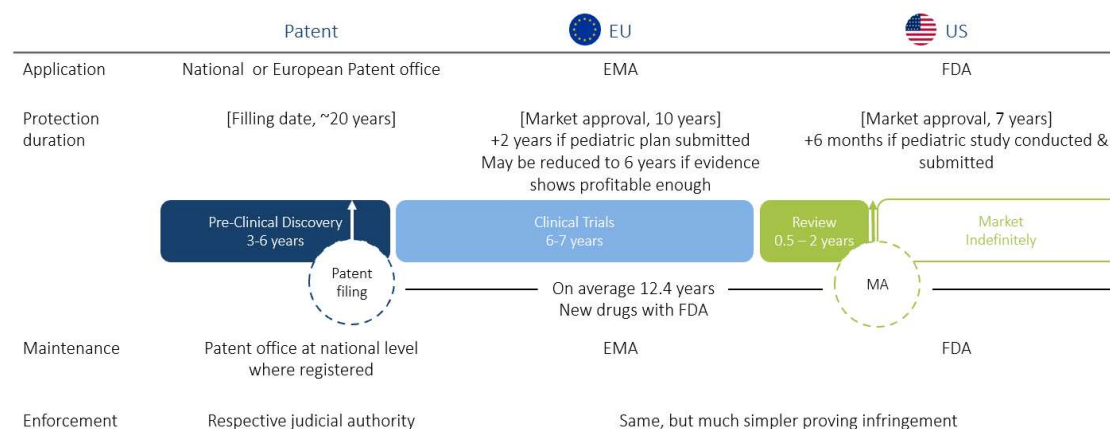 Patent
EU
US
Application
National or European Patent office
EMA
FDA
Protection
duration
[Filling date, ~20 years]
[Market approval, 10 years]
+2 years if pediatric plan submitted
May be reduced to 6 years if evidence
shows profitable enough
[Market approval, 7 years]
+6 months if pediatric study conducted &
submitted
Pre-Clinical Discovery
3-6 years
Clinical Trials
6-7 years
Review
0.5 – 2 years
Market
Indefinitely
Patent
filing
On average 12.4 years
New drugs with FDA
MA
Maintenance
Patent office at national level
where registered
EMA
FDA
Enforcement
Respective judicial authority
Same, but much simpler proving infringement